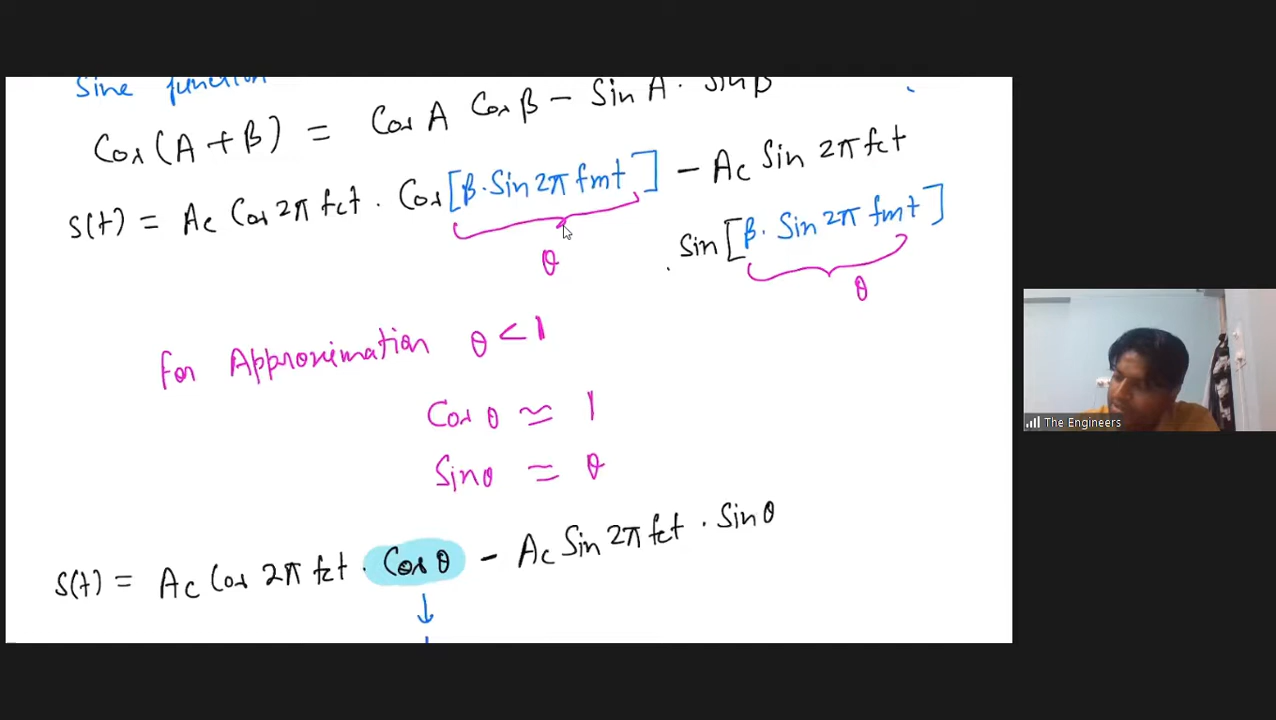 Sine function
Cos(A+B) = Cos A Cos β - Sin A · Sin β
s(t) = Ac Cos 2π fct · Cos [β·Sin 2π fmt] - Ac Sin 2π fct
· Sin [β· Sin 2π fmt]
θ
θ
For Approximation θ < 1
Cos θ ≃ 1
Sinθ ≃ θ
s(t) = Ac Cos 2π fct · Cos θ - Ac Sin 2π fct · Sin θ
↓
The Engineers